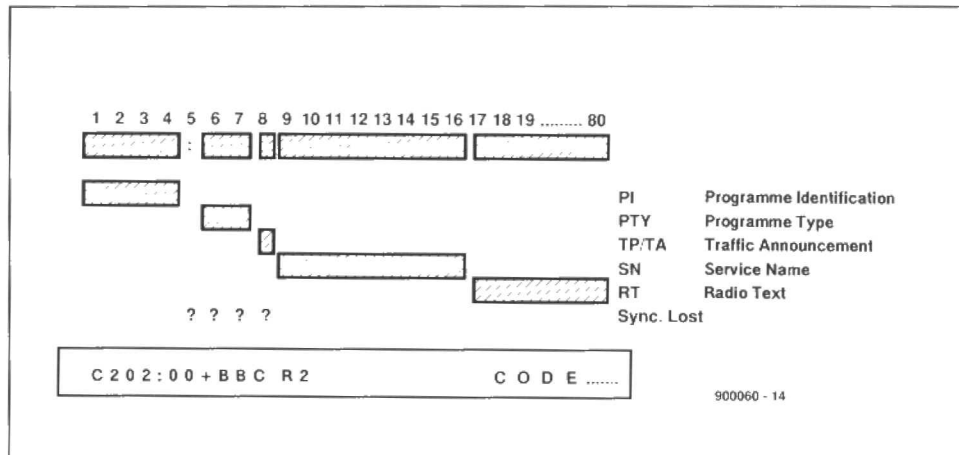 1 2 3 4 5 6 7 8 9 10 11 12 13 14 15 16 17 18 19 ......... 80
:
PI Programme Identification
PTY Programme Type
TP/TA Traffic Announcement
SN Service Name
RT Radio Text
? ? ? ? Sync. Lost
C202:00+BBC R2 CODE.......
900060 - 14